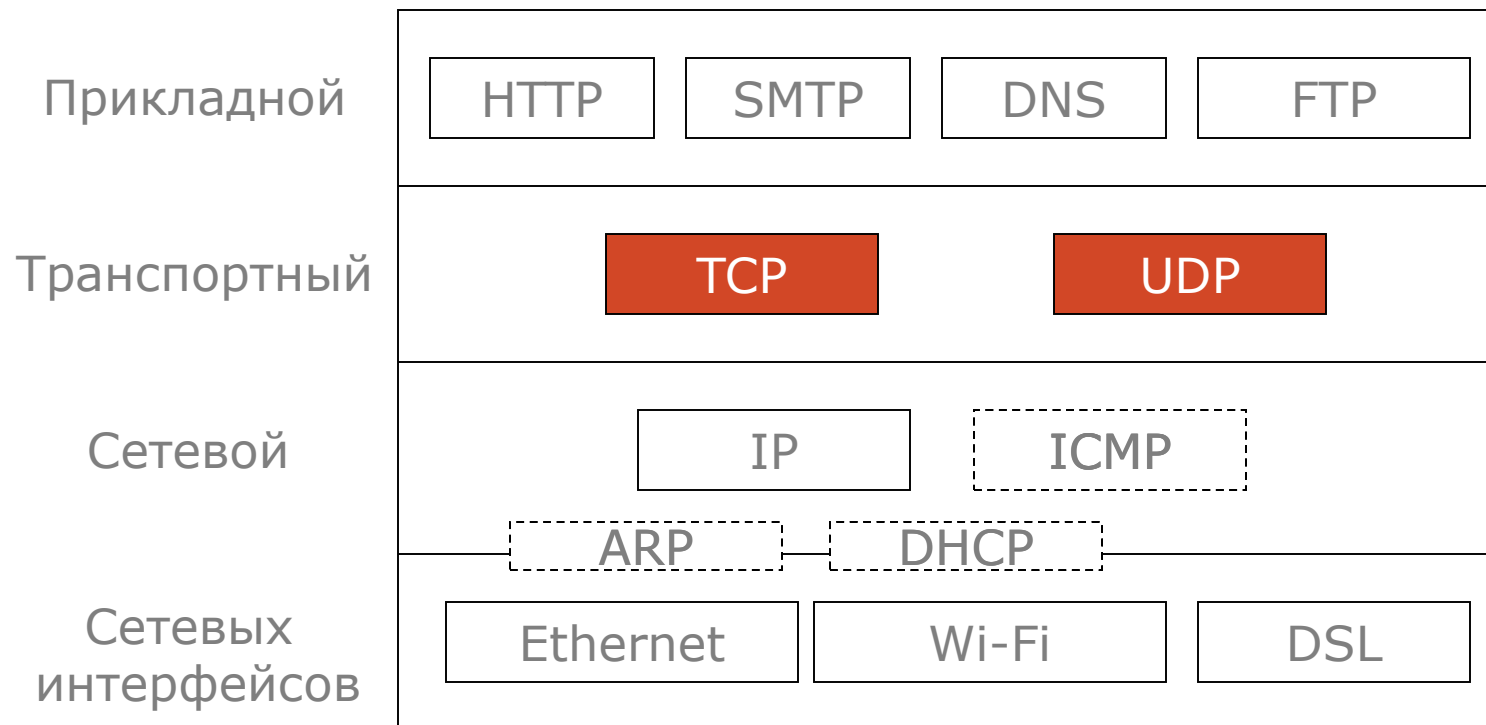 Прикладной
HTTP SMTP DNS FTP
Транспортный
TCP UDP
Сетевой
IP ICMP
ARP DHCP
Сетевых
интерфейсов
Ethernet Wi-Fi DSL